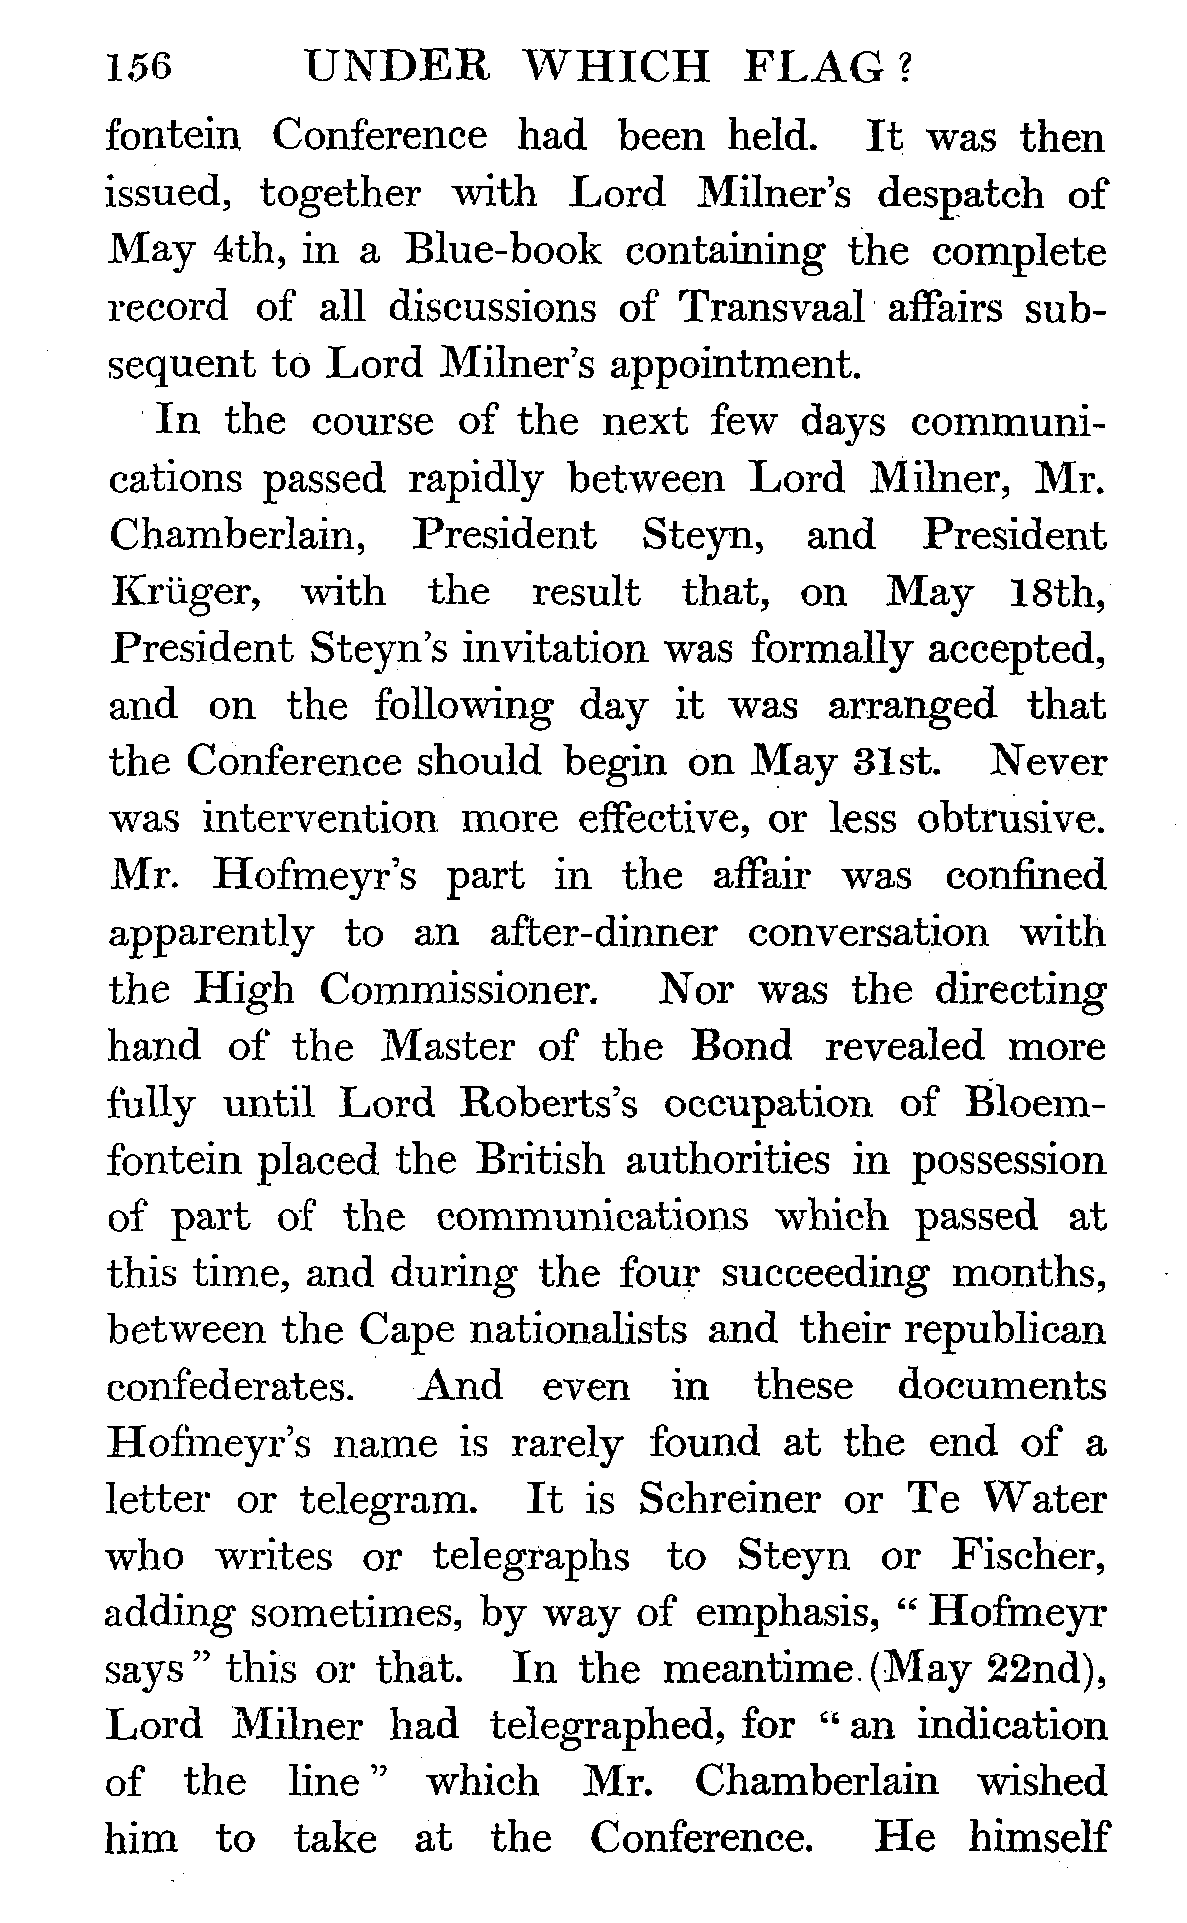 156 UNDER WHICH FLAG?
fontein Conference had been held. It was then
issued, together with Lord Milner's despatch of
May 4th, in a Blue-book containing the complete
record of all discussions of Transvaal affairs sub-
sequent to Lord Milner's appointment.
In the course of the next few days communi-
cations passed rapidly between Lord Milner, Mr.
Chamberlain, President Steyn, and President
Krüger, with the result that, on May 18th,
President Steyn's invitation was formally accepted,
and on the following day it was arranged that
the Conference should begin on May 31st. Never
was intervention more effective, or less obtrusive.
Mr. Hofmeyr's part in the affair was confined
apparently to an after-dinner conversation with
the High Commissioner. Nor was the directing
hand of the Master of the Bond revealed more
fully until Lord Roberts's occupation of Bloem-
fontein placed the British authorities in possession
of part of the communications which passed at
this time, and during the four succeeding months,
between the Cape nationalists and their republican
confederates. And even in these documents
Hofmeyr's name is rarely found at the end of a
letter or telegram. It is Schreiner or Te Water
who writes or telegraphs to Steyn or Fischer,
adding sometimes, by way of emphasis, "Hofmeyr
says" this or that. In the meantime (May 22nd),
Lord Milner had telegraphed, for "an indication
of the line" which Mr. Chamberlain wished
him to take at the Conference. He himself